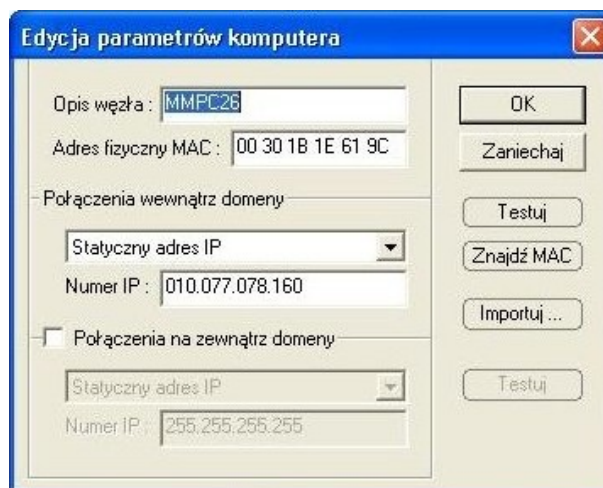 Edycja parametrów komputera
Opis węzła : MMPC26
OK
Adres fizyczny MAC : 00 30 1B 1E 61 9C
Zaniechaj
Połączenia wewnątrz domeny
Testuj
Statyczny adres IP
Znajdź MAC
Numer IP : 010.077.078.160
Importuj ...
Połączenia na zewnątrz domeny
Statyczny adres IP
Testuj
Numer IP : 255.255.255.255